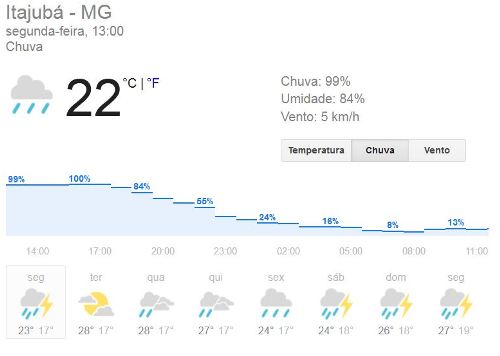 Itajubá - MG
segunda-feira, 13:00
Chuva
22 °C | °F
Chuva: 99%
Umidade: 84%
Vento: 5 km/h
Temperatura Chuva Vento
99% 100% 84% 55% 24% 16% 8% 13%
14:00 17:00 20:00 23:00 02:00 05:00 08:00 11:00
seg ter qua qui sex sáb dom seg
23° 17° 28° 17° 28° 17° 27° 17° 24° 17° 24° 18° 26° 18° 27° 19°